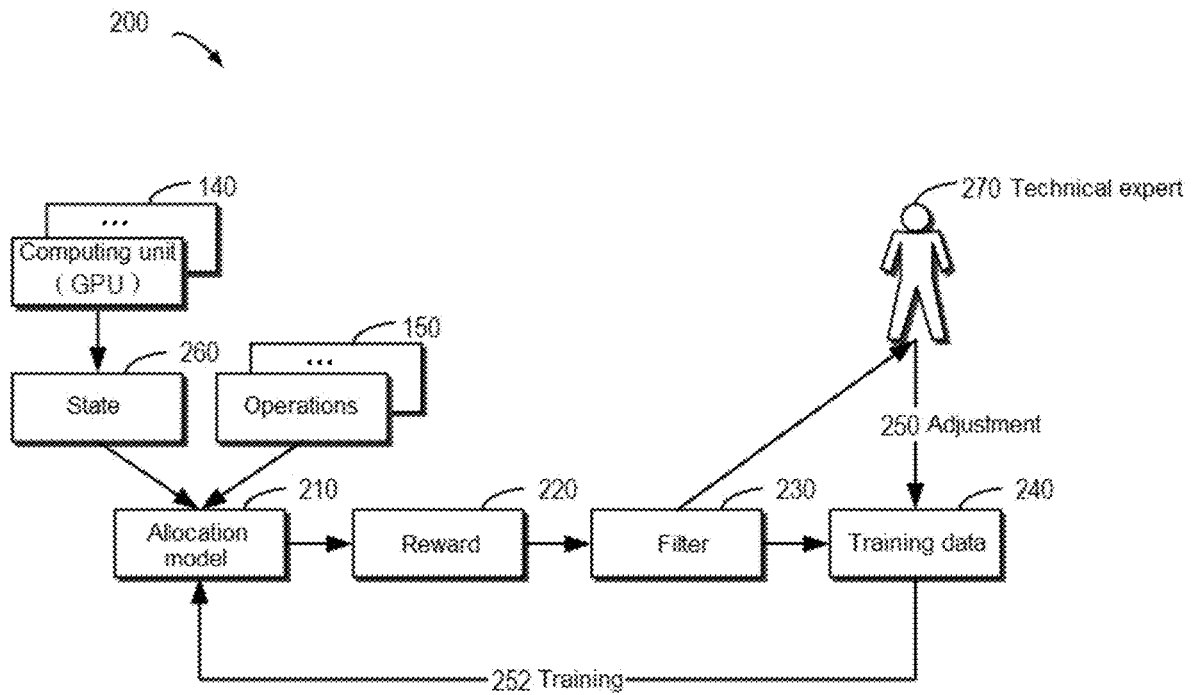 200
140
...
Computing unit
( GPU )
270 Technical expert
150
...
260
State
Operations
250 Adjustment
210
220
230
240
Allocation
model
Reward
Filter
Training data
252 Training